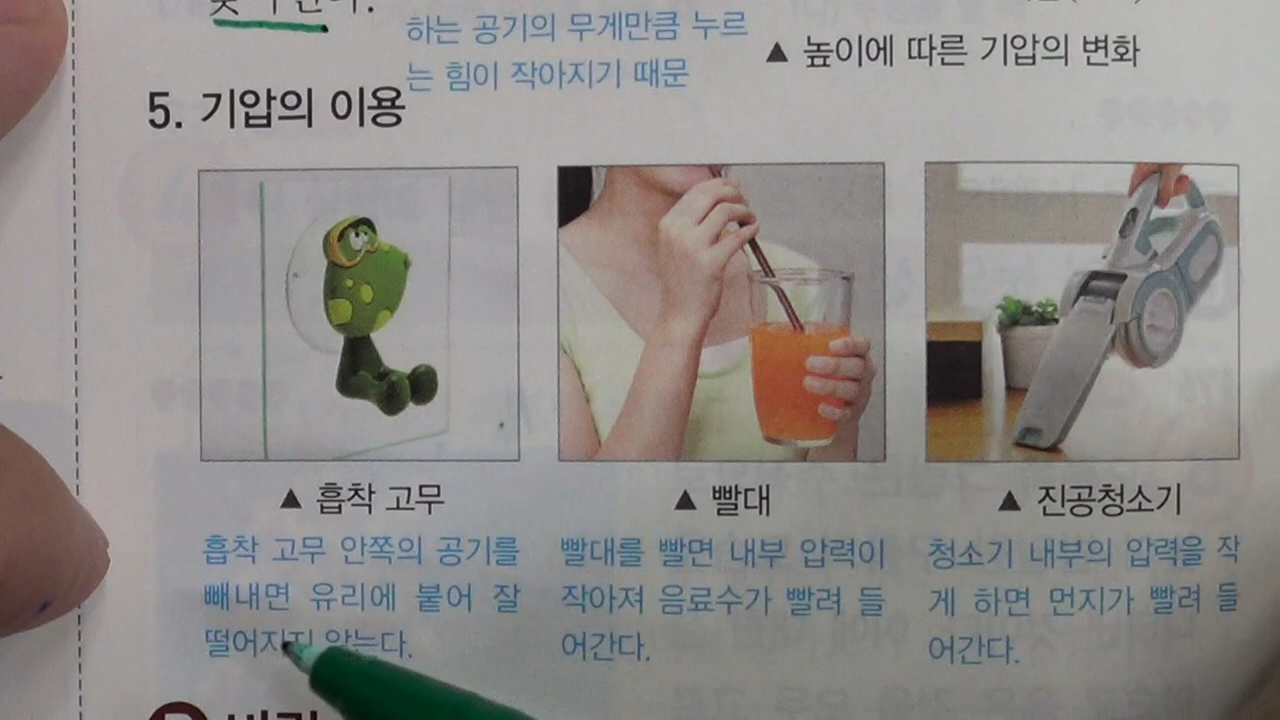 하는 공기의 무게만큼 누르
는 힘이 작아지기 때문
▲ 높이에 따른 기압의 변화
5. 기압의 이용
▲ 흡착 고무
흡착 고무 안쪽의 공기를
빼내면 유리에 붙어 잘
떨어지지 않는다.
▲ 빨대
빨대를 빨면 내부 압력이
작아져 음료수가 빨려 들
어간다.
▲ 진공청소기
청소기 내부의 압력을 작
게 하면 먼지가 빨려 들
어간다.